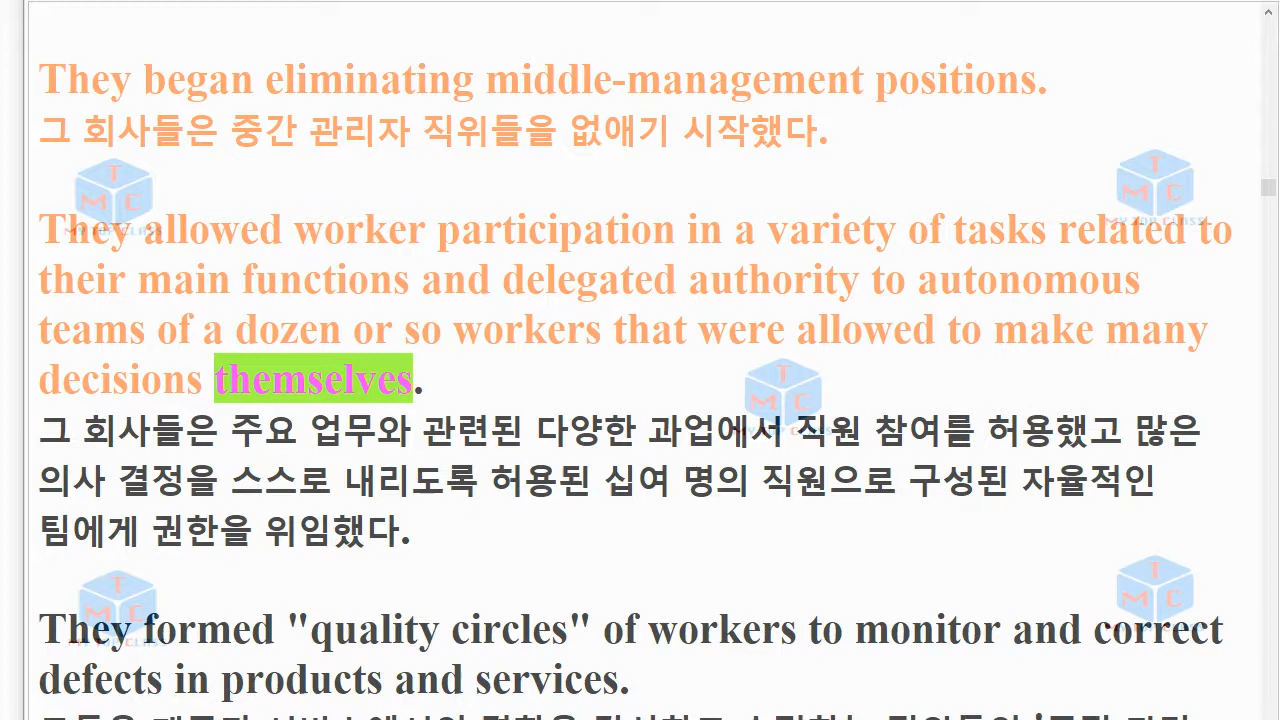 They began eliminating middle-management positions.
그 회사들은 중간 관리자 직위들을 없애기 시작했다.
They allowed worker participation in a variety of tasks related to
their main functions and delegated authority to autonomous
teams of a dozen or so workers that were allowed to make many
decisions themselves.
그 회사들은 주요 업무와 관련된 다양한 과업에서 직원 참여를 허용했고 많은
의사 결정을 스스로 내리도록 허용된 십여 명의 직원으로 구성된 자율적인
팀에게 권한을 위임했다.
They formed "quality circles" of workers to monitor and correct
defects in products and services.